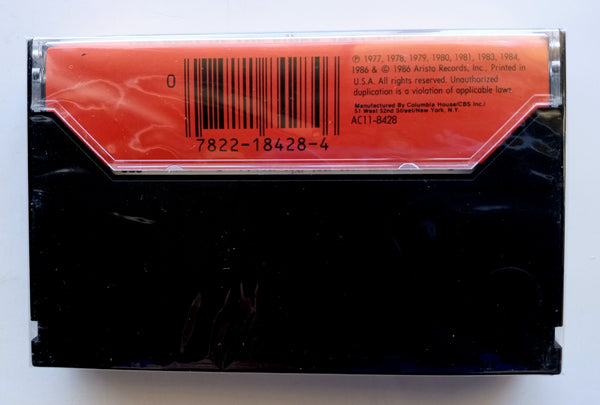 0
7822-18428-4
℗ 1977, 1978, 1979, 1980, 1981, 1983, 1984,
1986 & © 1986 Arista Records, Inc., Printed in
U.S.A. All rights reserved. Unauthorized
duplication is a violation of applicable laws.
Manufactured By Columbia House/CBS Inc./
51 West 52nd Street/New York, N.Y.
AC11-8428